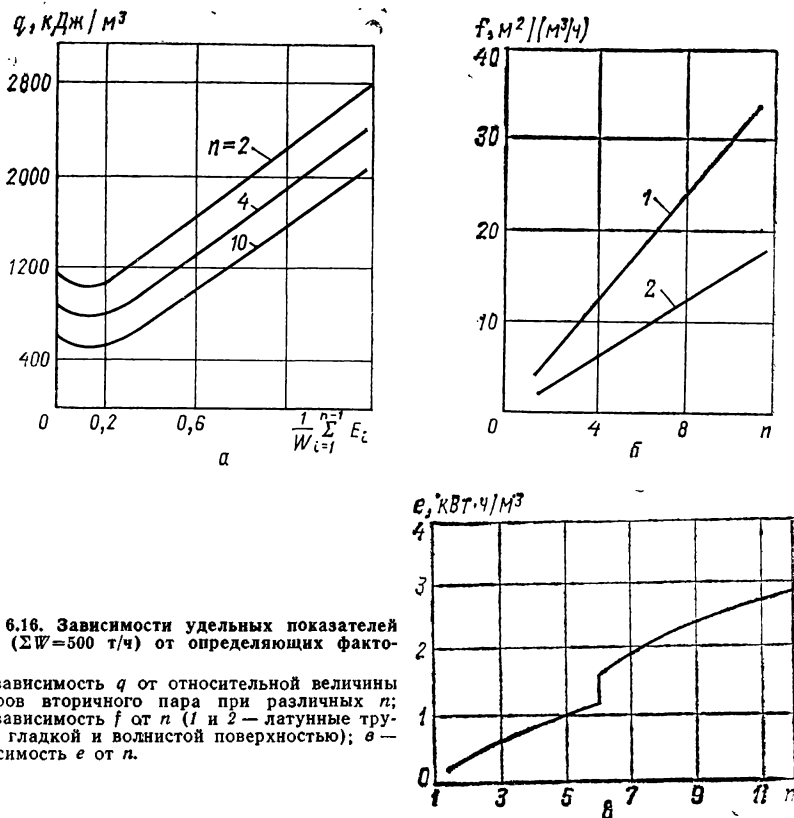 q, кДж/м³
2800
2000
1200
400
0 0,2 0,6
n=2
4
10
1/W n-1 Σ i=1 E_i
а
f, м²/(м³/ч)
40
30
20
10
0 4 8 n
1
2
б
e, кВт·ч/м³
4
3
2
1
0
1 3 5 7 9 11 n
в
6.16. Зависимости удельных показателей
(ΣW=500 т/ч) от определяющих факто-
зависимость q от относительной величины
ров вторичного пара при различных n;
зависимость f от n (1 и 2 — латунные тру-
гладкой и волнистой поверхностью); в —
симость e от n.